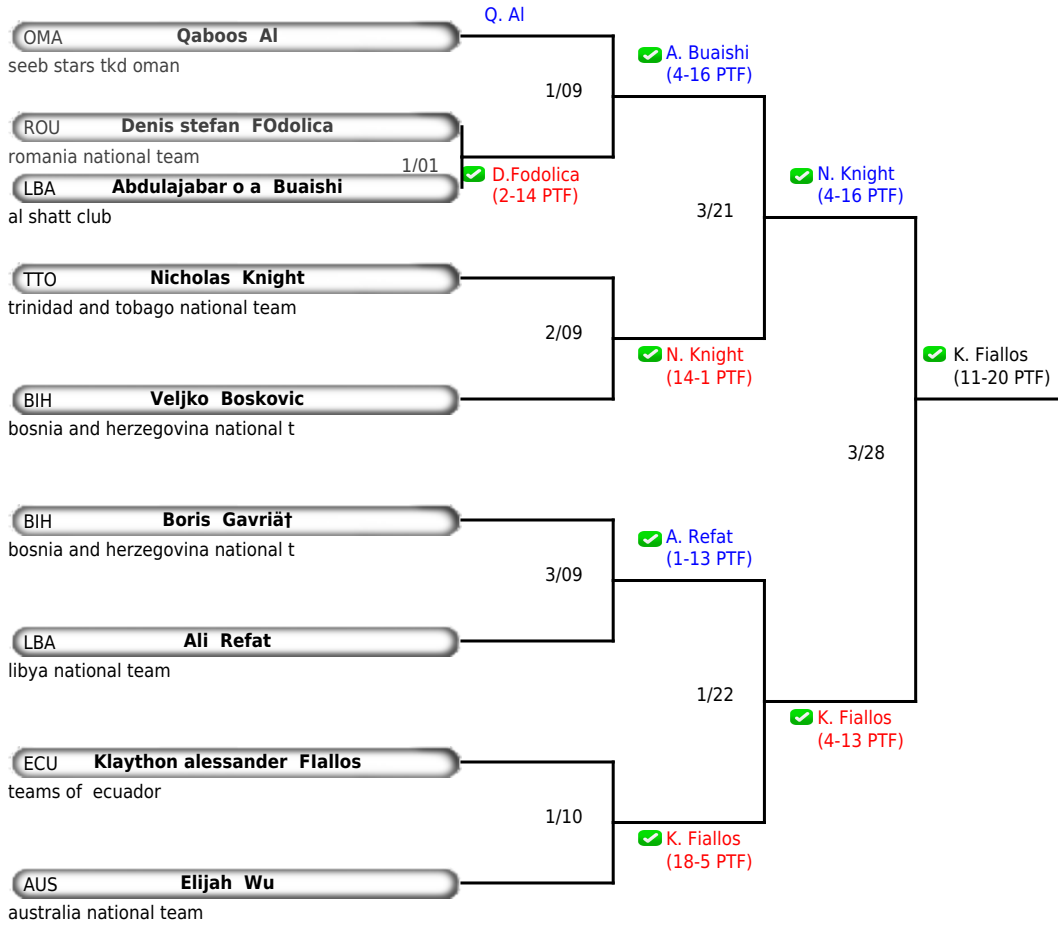 Q. Al
OMA Qaboos Al
seeb stars tkd oman
A. Buaishi
(4-16 PTF)
1/09
ROU Denis stefan FOdolica
romania national team
1/01
D.Fodolica
(2-14 PTF)
LBA Abdulajabar o a Buaishi
al shatt club
N. Knight
(4-16 PTF)
3/21
TTO Nicholas Knight
trinidad and tobago national team
2/09
N. Knight
(14-1 PTF)
K. Fiallos
(11-20 PTF)
BIH Veljko Boskovic
bosnia and herzegovina national t
3/28
BIH Boris Gavriä†
bosnia and herzegovina national t
A. Refat
(1-13 PTF)
3/09
LBA Ali Refat
libya national team
1/22
K. Fiallos
(4-13 PTF)
ECU Klaython alessander FIallos
teams of ecuador
1/10
K. Fiallos
(18-5 PTF)
AUS Elijah Wu
australia national team